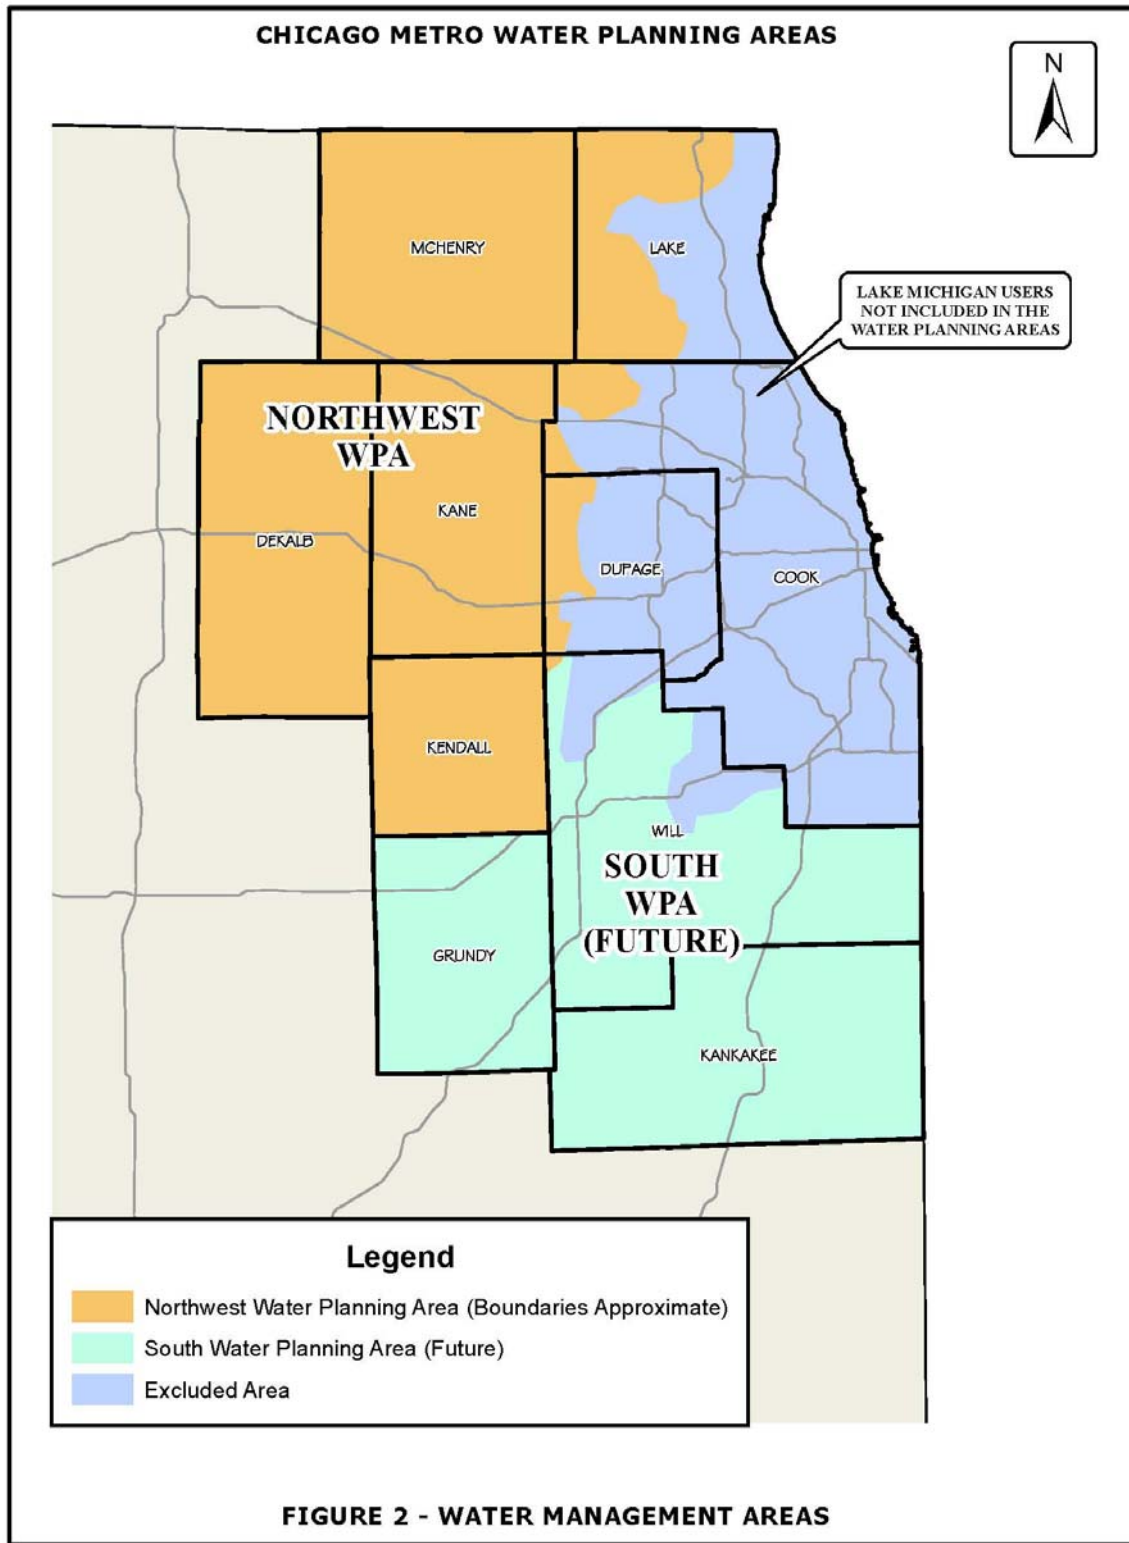 CHICAGO METRO WATER PLANNING AREAS
N
MCHENRY
LAKE
LAKE MICHIGAN USERS
NOT INCLUDED IN THE
WATER PLANNING AREAS
NORTHWEST
WPA
KANE
DEKALB
DUPAGE
COOK
KENDALL
WILL
SOUTH
WPA
(FUTURE)
GRUNDY
KANKAKEE
Legend
Northwest Water Planning Area (Boundaries Approximate)
South Water Planning Area (Future)
Excluded Area
FIGURE 2 - WATER MANAGEMENT AREAS